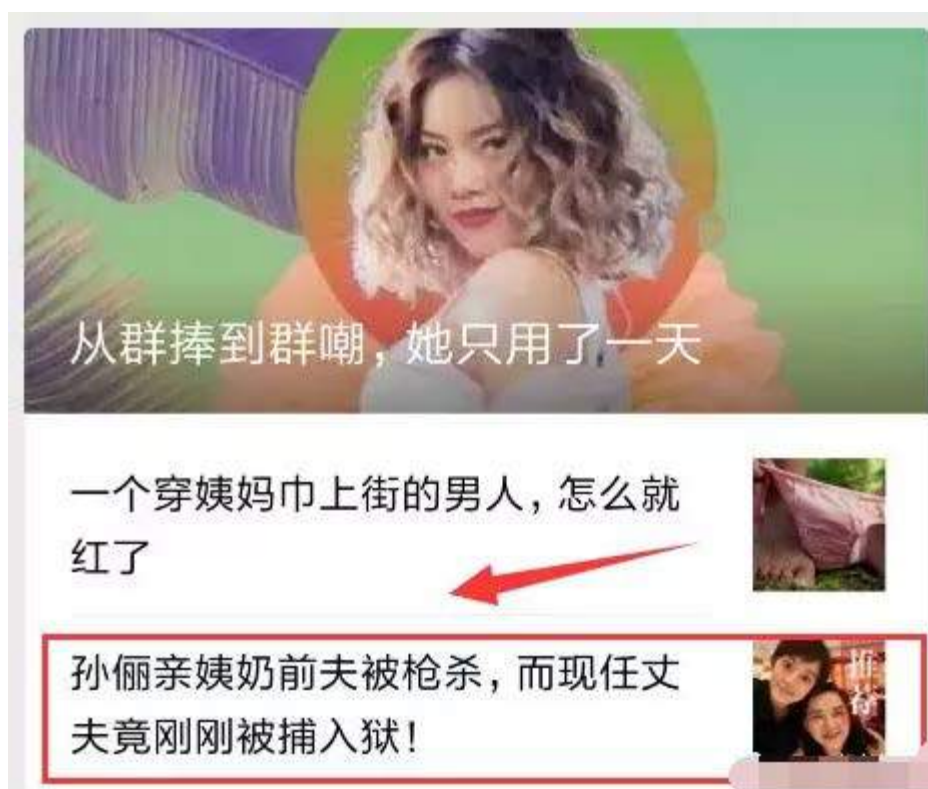 从群捧到群嘲，她只用了一天
一个穿姨妈巾上街的男人，怎么就
红了
孙俪亲姨奶前夫被枪杀，而现任丈
夫竟刚刚被捕入狱！